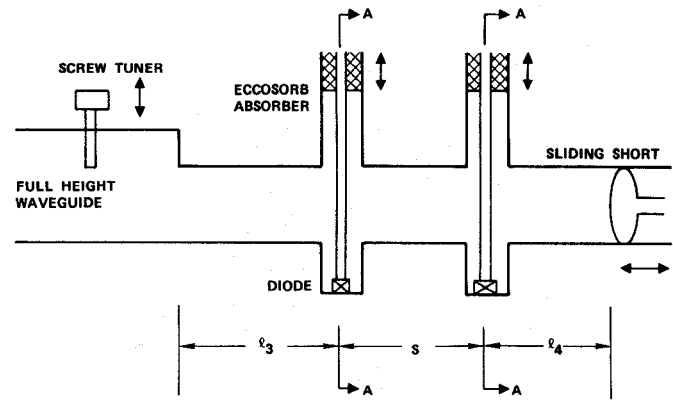 A
A
SCREW TUNER
ECCOSORB
ABSORBER
SLIDING SHORT
FULL HEIGHT
WAVEGUIDE
DIODE
ℓ3
S
ℓ4
A
A